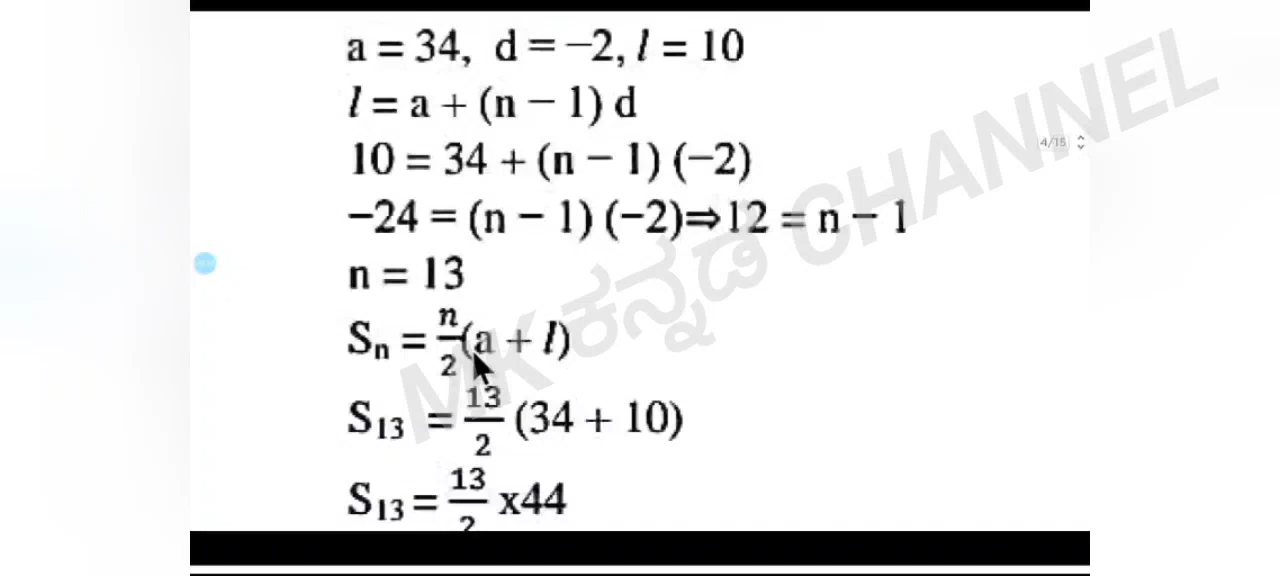 a = 34, d = −2, l = 10
l = a + (n − 1) d
10 = 34 + (n − 1) (−2)
4/15
−24 = (n − 1) (−2)⇒12 = n − 1
n = 13
Sₙ = n/2(a + l)
S₁₃ = 13/2 (34 + 10)
S₁₃ = 13/2 x44
MK ಕನ್ನಡ CHANNEL